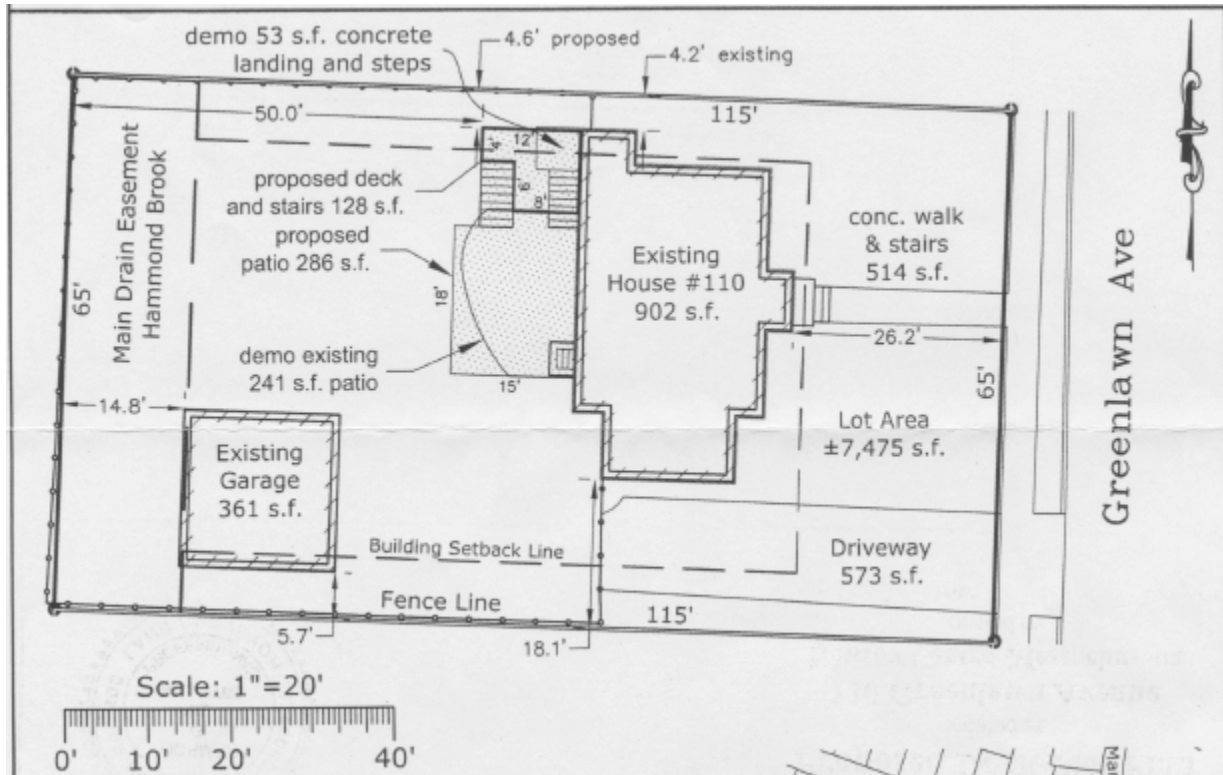 demo 53 s.f. concrete
landing and steps
4.6' proposed
4.2' existing
50.0'
115'
12'
4'
6'
8'
proposed deck
and stairs 128 s.f.
proposed
patio 286 s.f.
18'
15'
demo existing
241 s.f. patio
Main Drain Easement
Hammond Brook
65'
14.8'
Existing
Garage
361 s.f.
Existing
House #110
902 s.f.
conc. walk
& stairs
514 s.f.
26.2'
65'
Lot Area
±7,475 s.f.
Greenlawn Ave
Building Setback Line
Driveway
573 s.f.
Fence Line
5.7'
18.1'
115'
Scale: 1"=20'
0' 10' 20' 40'